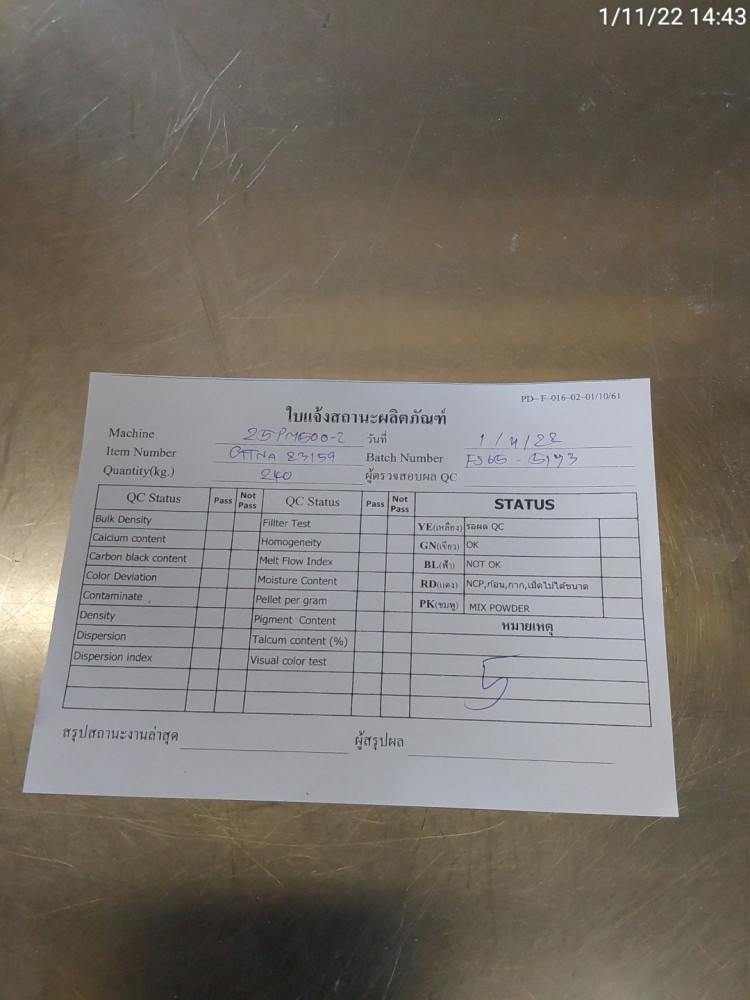 1/11/22 14:43
PD- F-016-02-01/10/61
ใบแจ้งสถานะผลิตภัณฑ์
Machine วันที่
Item Number 83159 Batch Number
Quantity(kg.) 240 ผู้ตรวจสอบผล QC
QC Status Pass Not Pass QC Status Pass Not Pass STATUS
Bulk Density Fillter Test YE(เหลือง) รอผล QC
Calcium content Homogeneity GN(เขียว) OK
Carbon black content Melt Flow Index BL(ฟ้า) NOT OK
Color Deviation Moisture Content RD(แดง) NCP,ก้อน,กาก,เม็ดไม่ได้ขนาด
Contaminate Pellet per gram PK(ชมพู) MIX POWDER
Density Pigment Content หมายเหตุ
Dispersion Talcum content (%)
Dispersion index Visual color test 5
สรุปสถานะงานล่าสุด ผู้สรุปผล